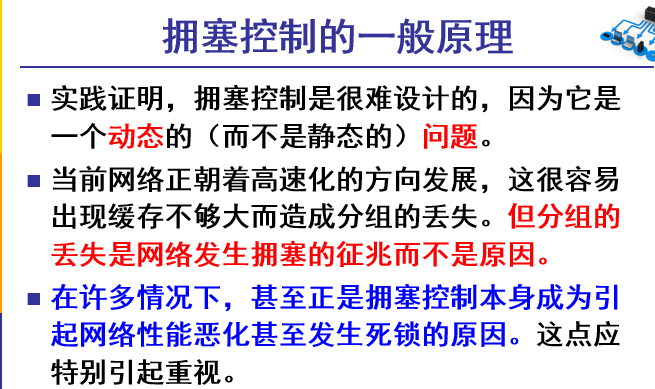 拥塞控制的一般原理
实践证明，拥塞控制是很难设计的，因为它是
一个动态的（而不是静态的）问题。
当前网络正朝着高速化的方向发展，这很容易
出现缓存不够大而造成分组的丢失。但分组的
丢失是网络发生拥塞的征兆而不是原因。
在许多情况下，甚至正是拥塞控制本身成为引
起网络性能恶化甚至发生死锁的原因。这点应
特别引起重视。